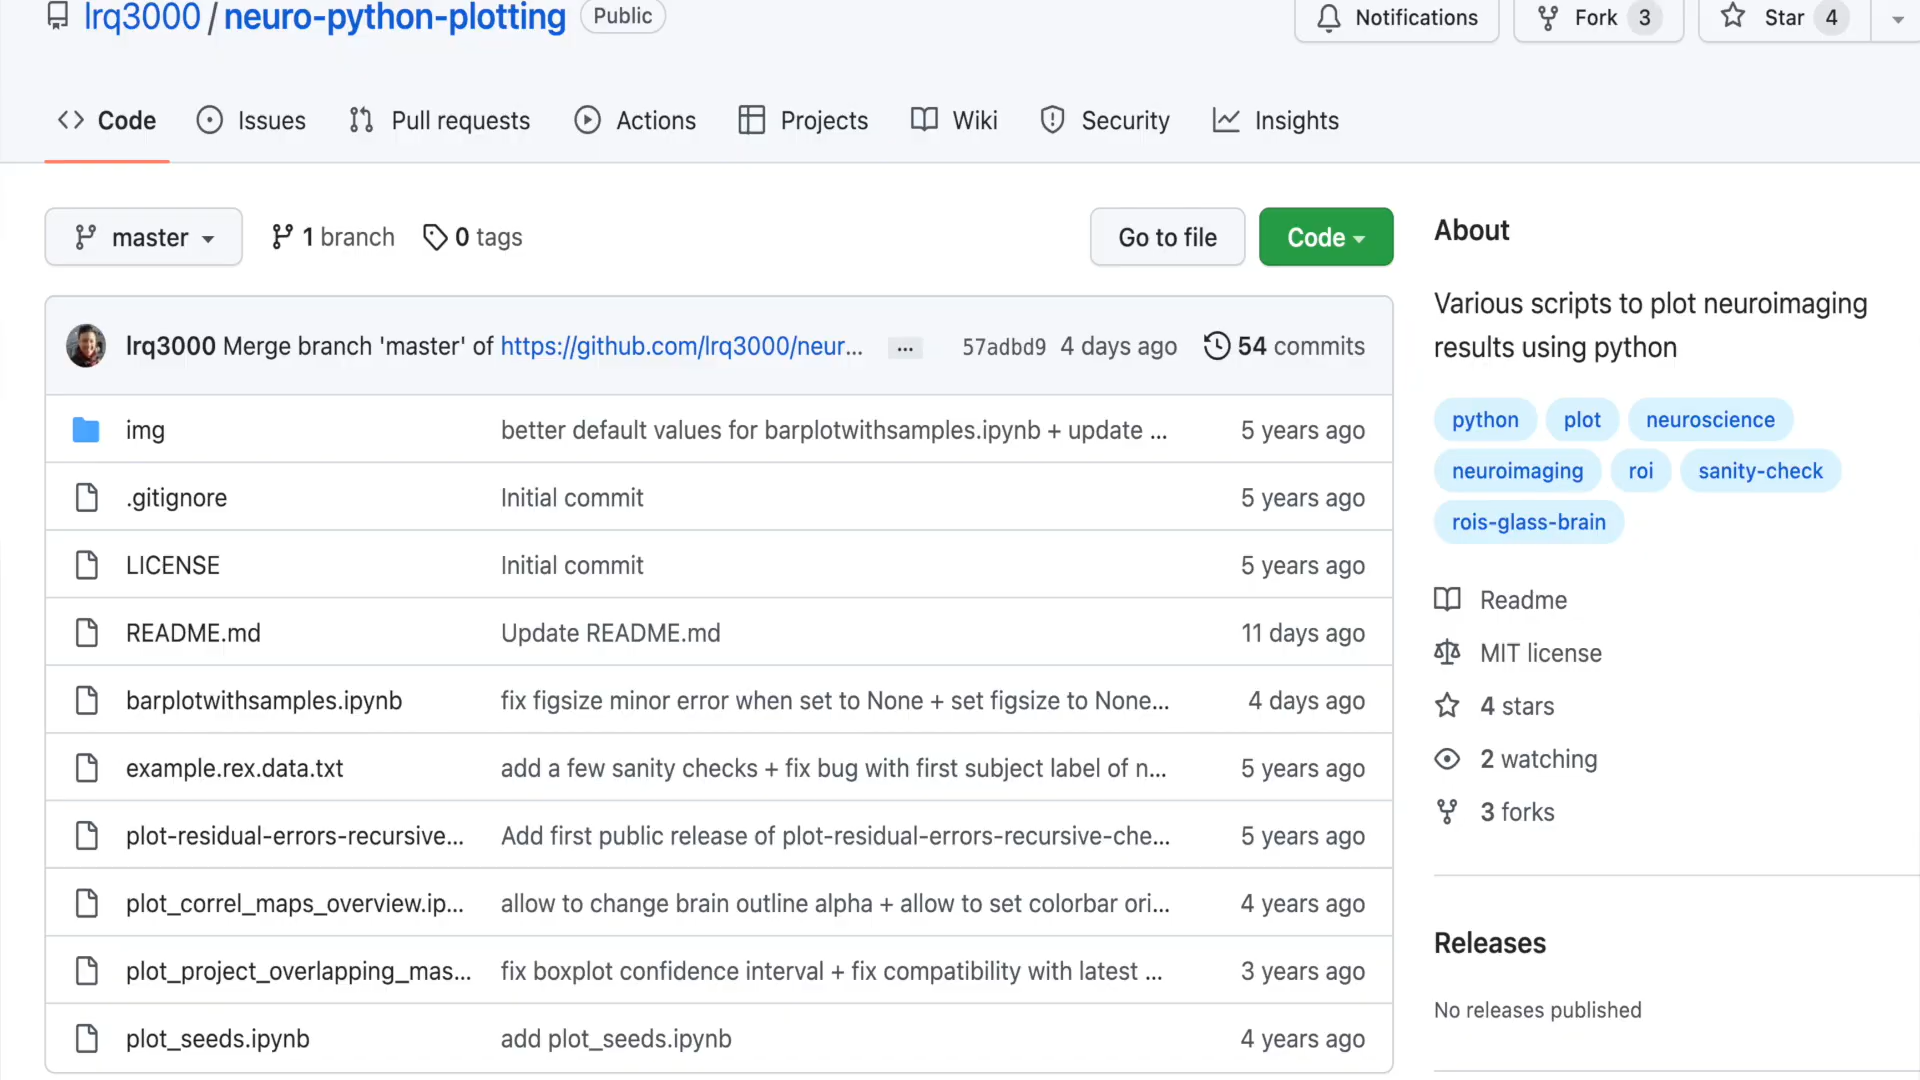 lrq3000 / neuro-python-plotting Public Notifications Fork 3 Star 4
Code Issues Pull requests Actions Projects Wiki Security Insights
master 1 branch 0 tags Go to file Code
lrq3000 Merge branch 'master' of https://github.com/lrq3000/neur... ... 57adbd9 4 days ago 54 commits
img better default values for barplotwithsamples.ipynb + update ... 5 years ago
.gitignore Initial commit 5 years ago
LICENSE Initial commit 5 years ago
README.md Update README.md 11 days ago
barplotwithsamples.ipynb fix figsize minor error when set to None + set figsize to None... 4 days ago
example.rex.data.txt add a few sanity checks + fix bug with first subject label of n... 5 years ago
plot-residual-errors-recursive... Add first public release of plot-residual-errors-recursive-che... 5 years ago
plot_correl_maps_overview.ip... allow to change brain outline alpha + allow to set colorbar ori... 4 years ago
plot_project_overlapping_mas... fix boxplot confidence interval + fix compatibility with latest ... 3 years ago
plot_seeds.ipynb add plot_seeds.ipynb 4 years ago
About
Various scripts to plot neuroimaging
results using python
python plot neuroscience
neuroimaging roi sanity-check
rois-glass-brain
Readme
MIT license
4 stars
2 watching
3 forks
Releases
No releases published